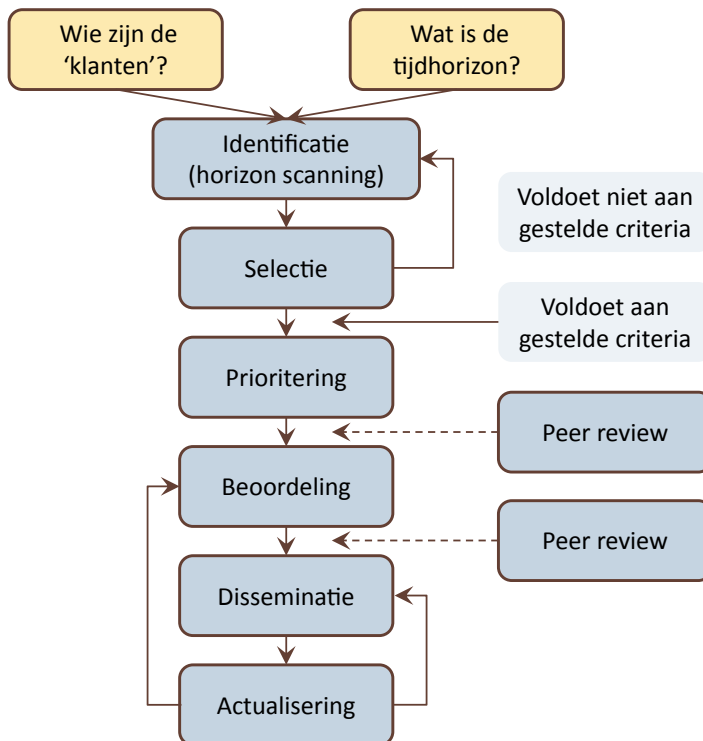 Wie zijn de
‘klanten’?
Wat is de
tijdhorizon?
Identificatie
(horizon scanning)
Voldoet niet aan
gestelde criteria
Selectie
Voldoet aan
gestelde criteria
Prioritering
Peer review
Beoordeling
Peer review
Disseminatie
Actualisering